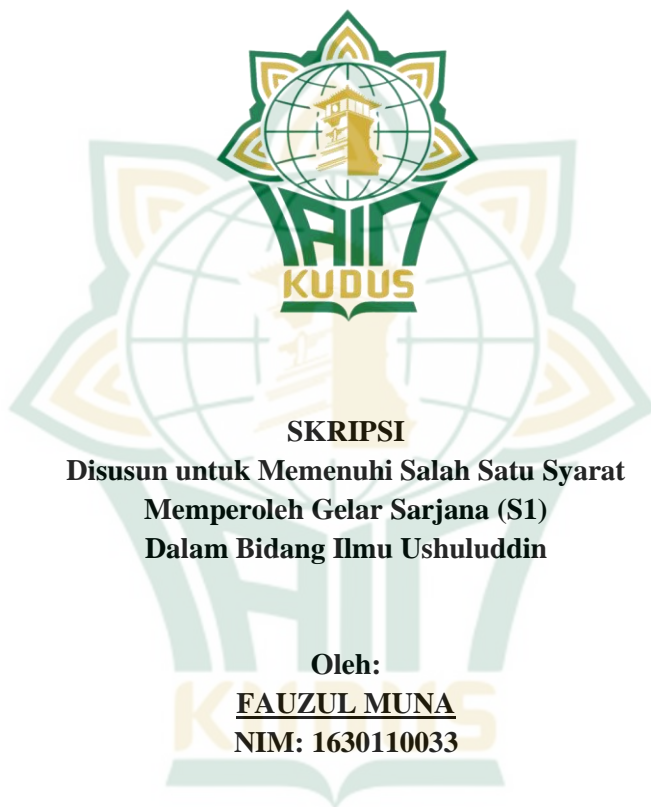 IAIN
KUDUS
SKRIPSI
Disusun untuk Memenuhi Salah Satu Syarat
Memperoleh Gelar Sarjana (S1)
Dalam Bidang Ilmu Ushuluddin
Oleh:
FAUZUL MUNA
NIM: 1630110033